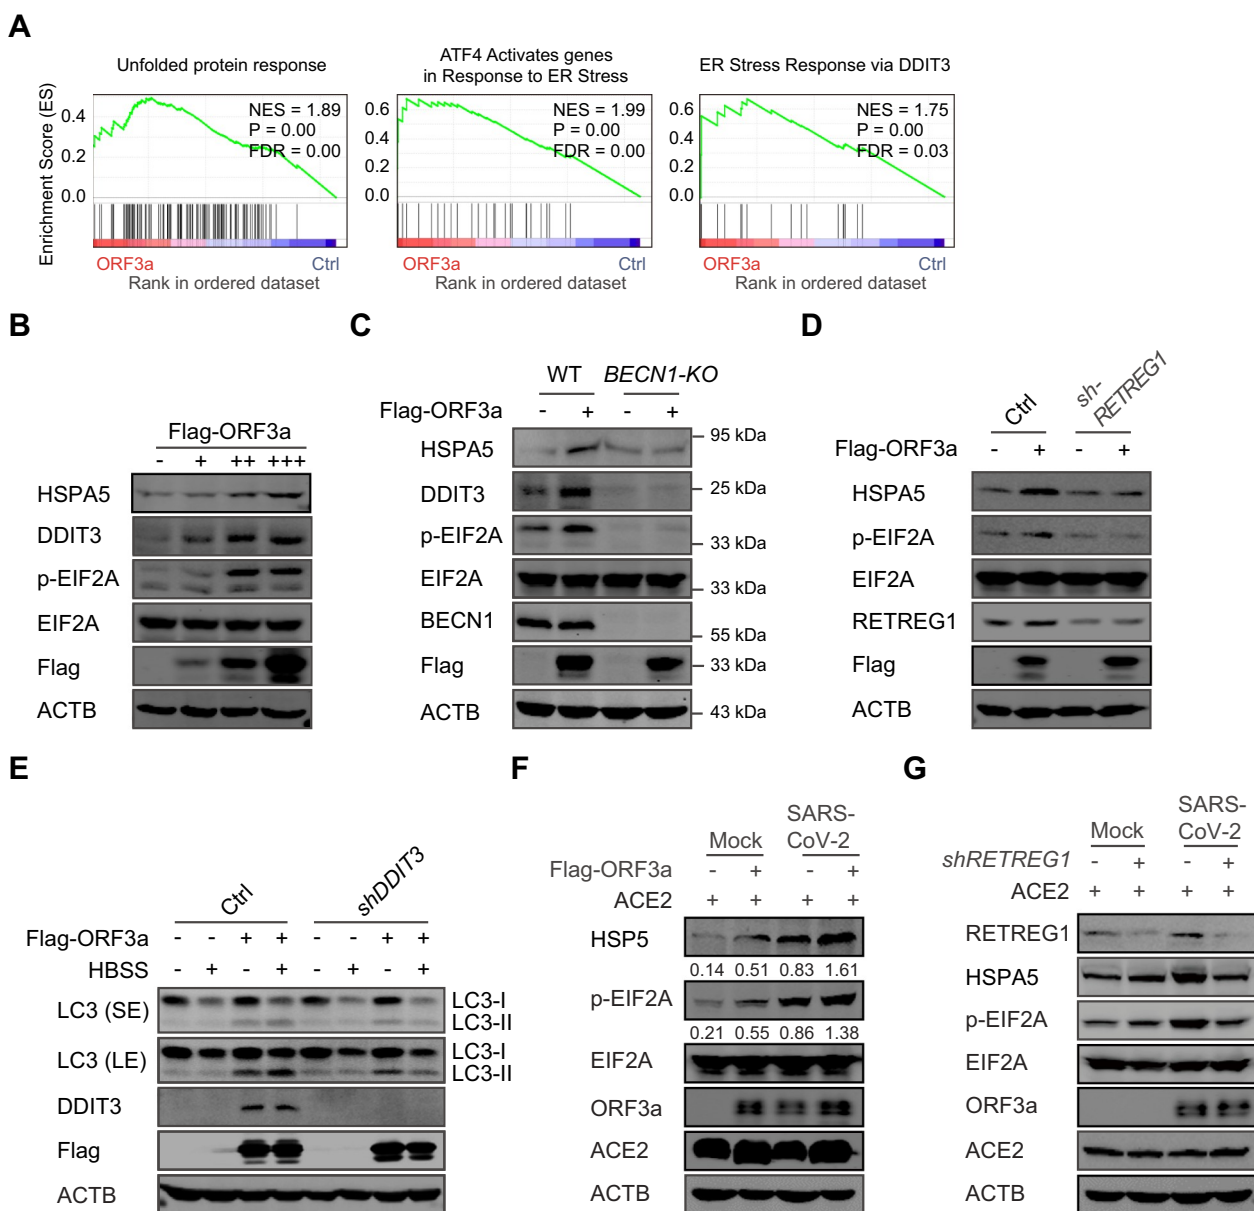 A
Unfolded protein response
ATF4 Activates genes
in Response to ER Stress
ER Stress Response via DDIT3
Enrichment Score (ES)
0.4
0.2
0.0
NES = 1.89
P = 0.00
FDR = 0.00
ORF3a
Ctrl
Rank in ordered dataset
0.6
0.4
0.2
0.0
NES = 1.99
P = 0.00
FDR = 0.00
ORF3a
Ctrl
Rank in ordered dataset
0.6
0.4
0.2
0.0
NES = 1.75
P = 0.00
FDR = 0.03
ORF3a
Ctrl
Rank in ordered dataset
B
Flag-ORF3a
- + ++ +++
HSPA5
DDIT3
p-EIF2A
EIF2A
Flag
ACTB
C
WT BECN1-KO
Flag-ORF3a - + - +
HSPA5
95 kDa
DDIT3
25 kDa
p-EIF2A
33 kDa
EIF2A
33 kDa
BECN1
55 kDa
Flag
33 kDa
ACTB
43 kDa
D
Ctrl
sh-
RETREG1
Flag-ORF3a - + - +
HSPA5
p-EIF2A
EIF2A
RETREG1
Flag
ACTB
E
Ctrl shDDIT3
Flag-ORF3a - - + + - - + +
HBSS - + - + - + - +
LC3 (SE)
LC3-I
LC3-II
LC3 (LE)
LC3-I
LC3-II
DDIT3
Flag
ACTB
F
Mock
SARS-
CoV-2
Flag-ORF3a - + - +
ACE2 + + + +
HSP5
0.14 0.51 0.83 1.61
p-EIF2A
0.21 0.55 0.86 1.38
EIF2A
ORF3a
ACE2
ACTB
G
Mock
SARS-
CoV-2
shRETREG1 - + - +
ACE2 + + + +
RETREG1
HSPA5
p-EIF2A
EIF2A
ORF3a
ACE2
ACTB